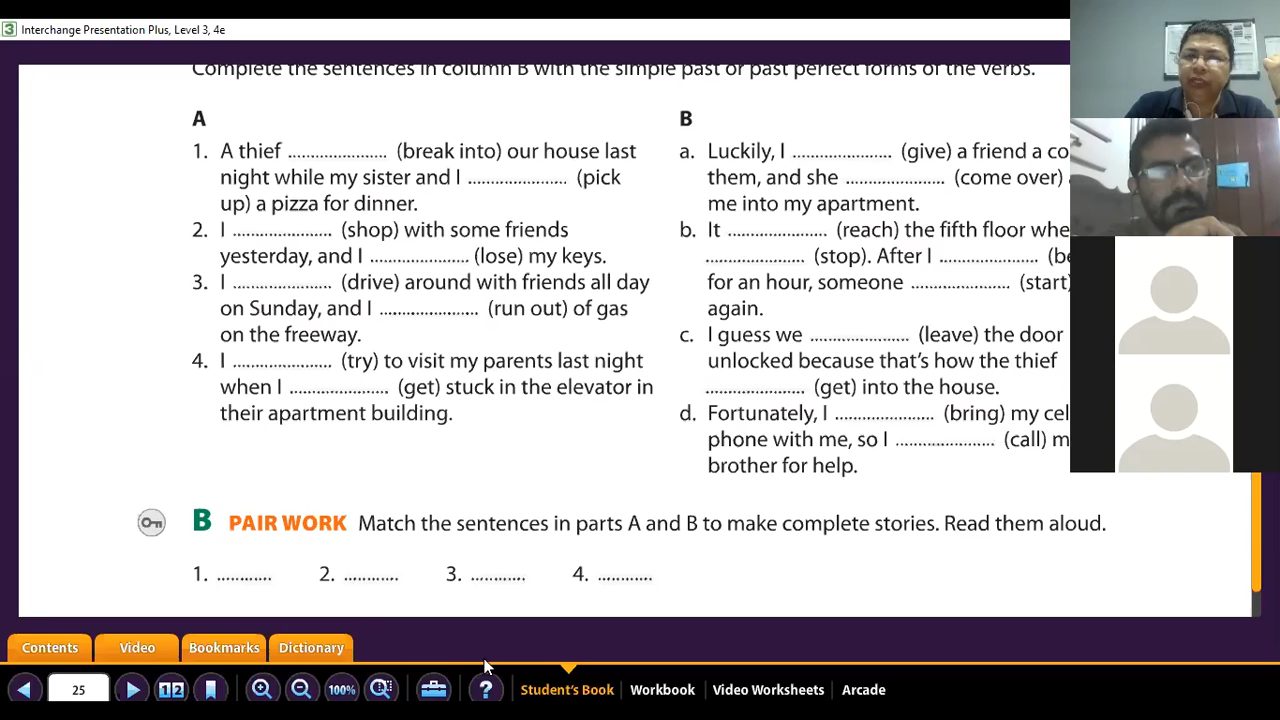 Interchange Presentation Plus, Level 3, 4e
Complete the sentences in column B with the simple past or past perfect forms of the verbs.
A
1. A thief ..................... (break into) our house last
night while my sister and I ..................... (pick
up) a pizza for dinner.
2. I ..................... (shop) with some friends
yesterday, and I ..................... (lose) my keys.
3. I ..................... (drive) around with friends all day
on Sunday, and I ..................... (run out) of gas
on the freeway.
4. I ..................... (try) to visit my parents last night
when I ..................... (get) stuck in the elevator in
their apartment building.
B
a. Luckily, I ..................... (give) a friend a
them, and she ..................... (come over)
me into my apartment.
b. It ..................... (reach) the fifth floor
..................... (stop). After I .....................
for an hour, someone ..................... (start)
again.
c. I guess we ..................... (leave) the door
unlocked because that's how the thief
..................... (get) into the house.
d. Fortunately, I ..................... (bring) my
phone with me, so I ..................... (call)
brother for help.
B PAIR WORK Match the sentences in parts A and B to make complete stories. Read them aloud.
1. ............ 2. ............ 3. ............ 4. ............
Contents Video Bookmarks Dictionary
25 1 2 100% ? Student's Book Workbook Video Worksheets Arcade